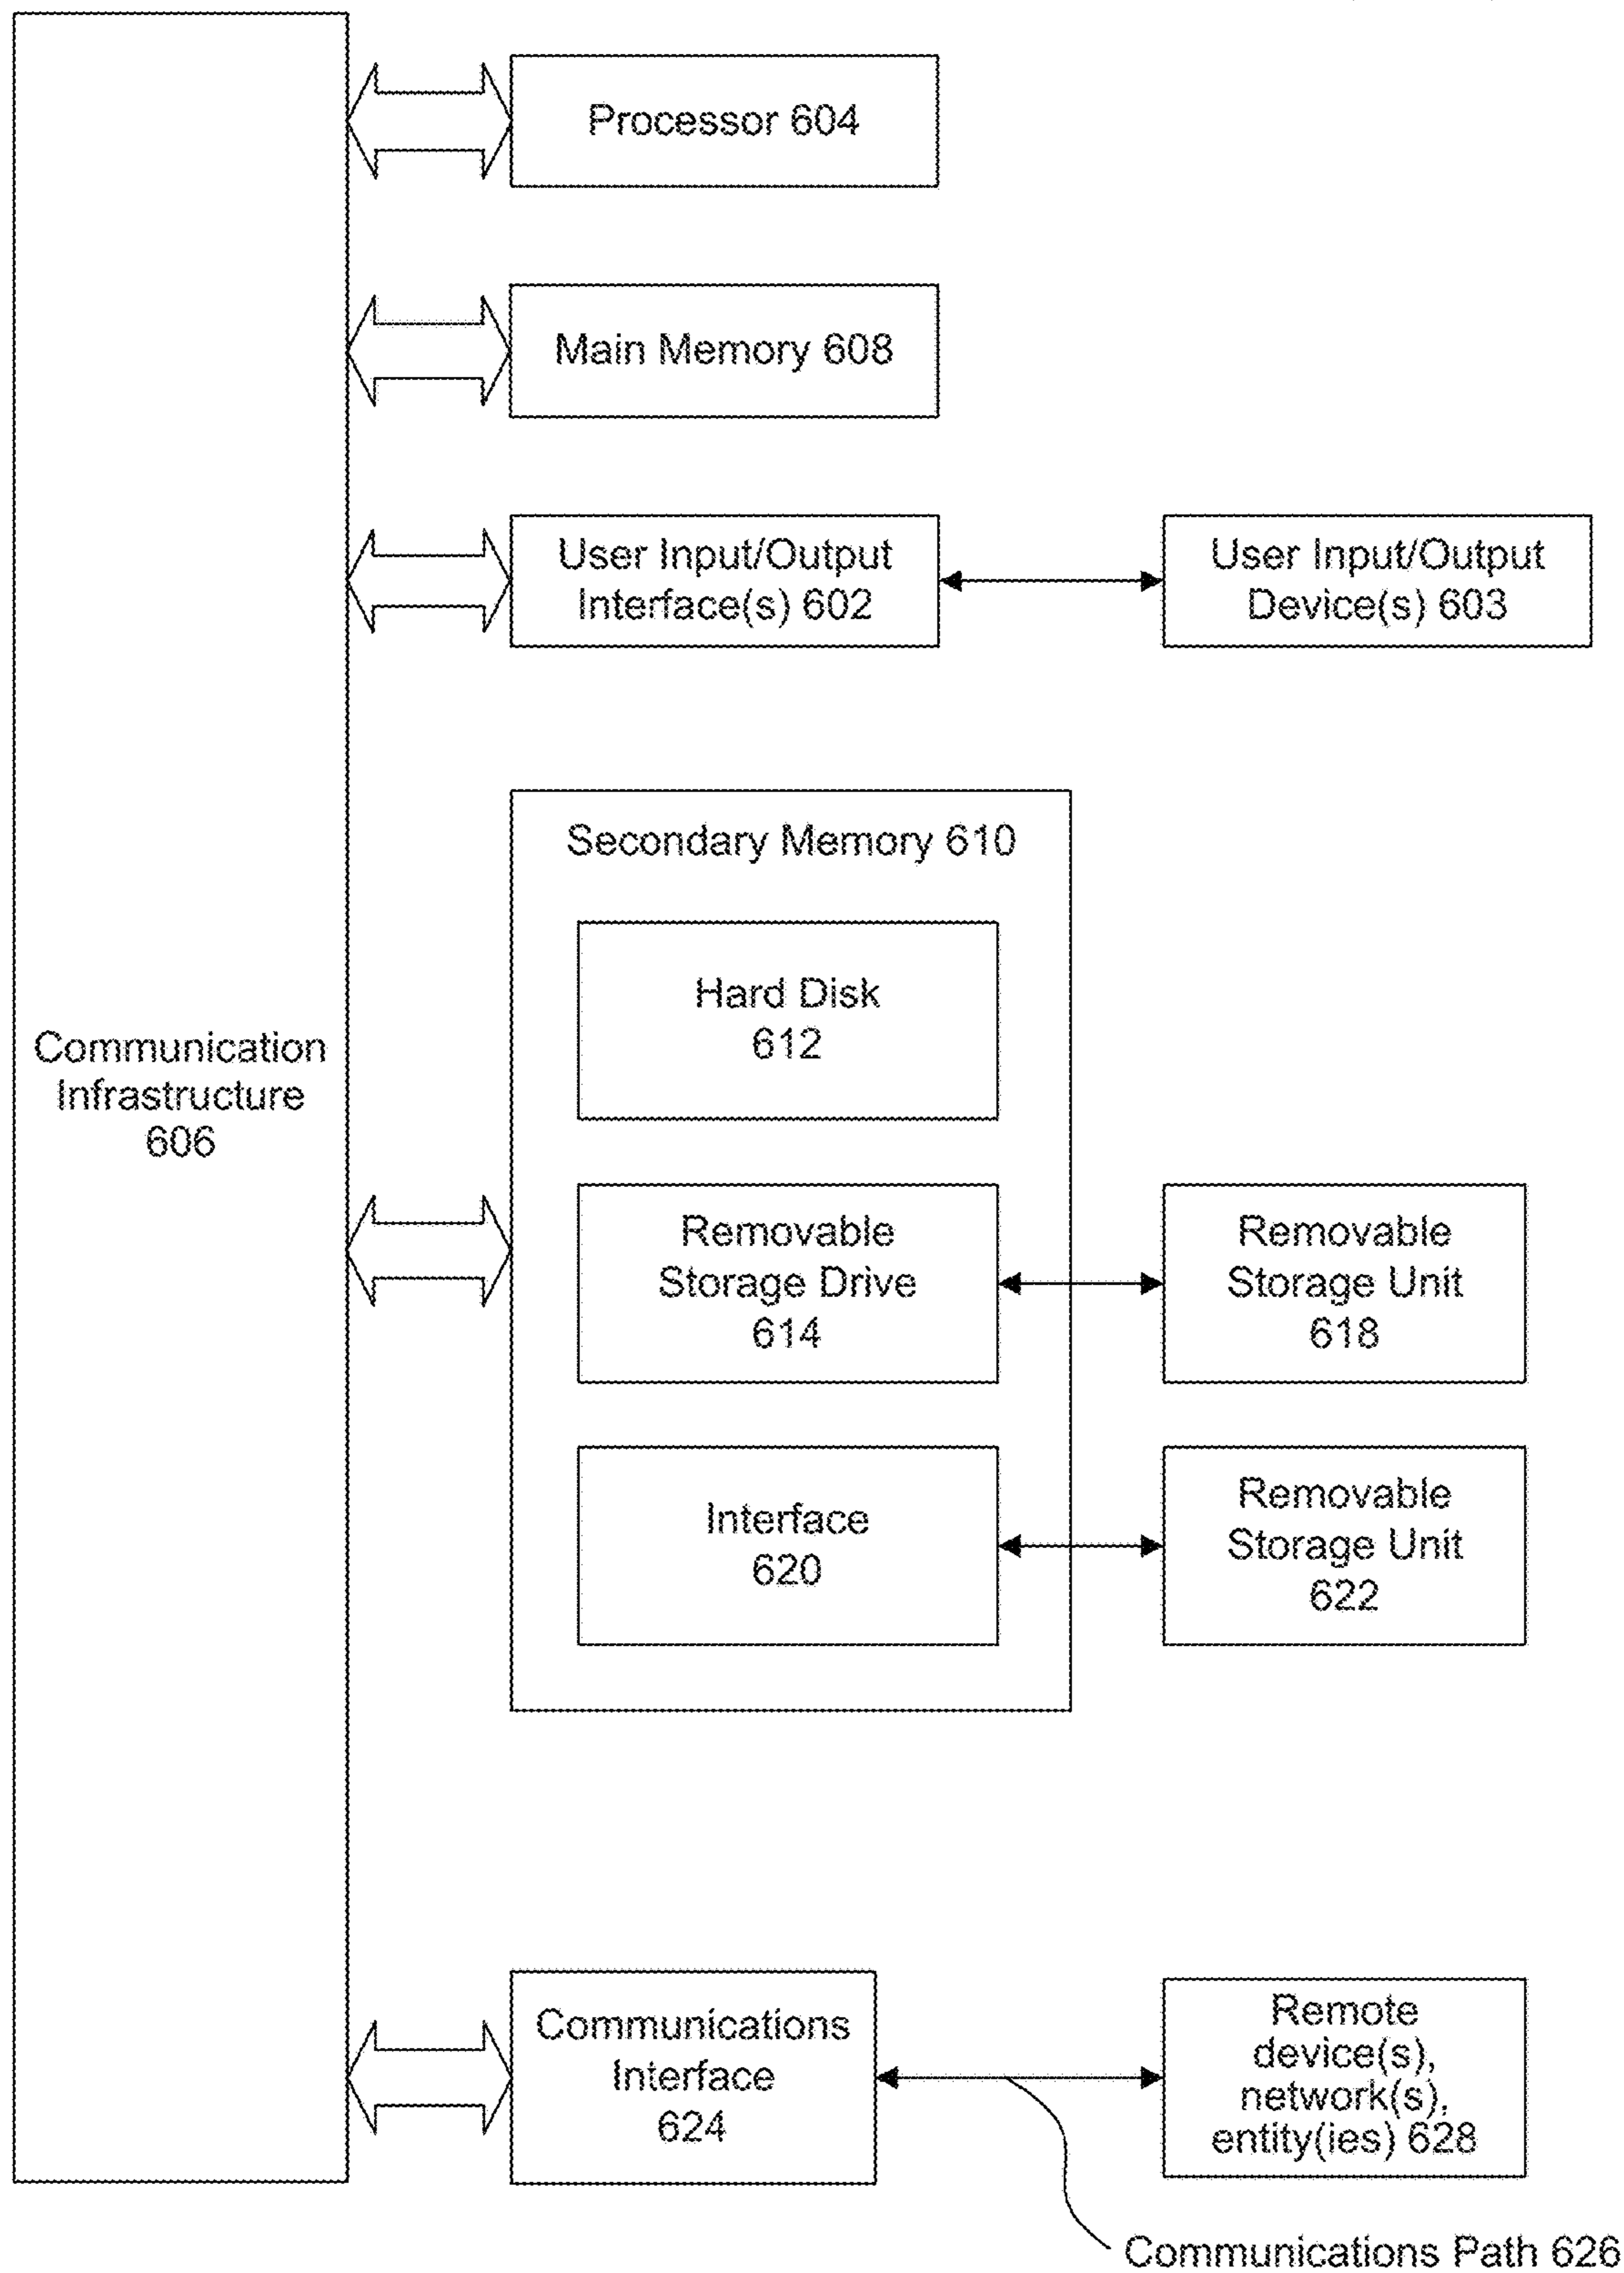 Processor 604
Main Memory 608
User Input/Output
Interface(s) 602
User Input/Output
Device(s) 603
Secondary Memory 610
Hard Disk
612
Communication
Infrastructure
606
Removable
Storage Drive
614
Removable
Storage Unit
618
Interface
620
Removable
Storage Unit
622
Communications
Interface
624
Remote
device(s),
network(s),
entity(ies) 628
Communications Path 626